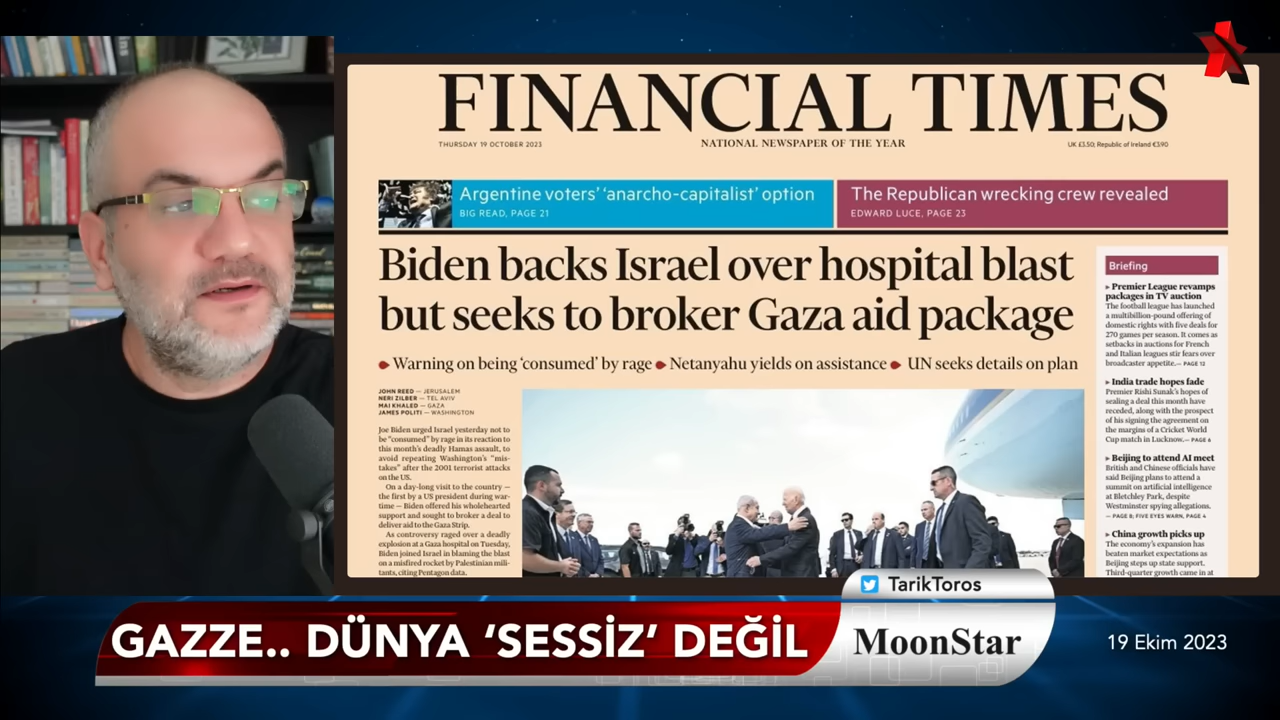 FINANCIAL TIMES
THURSDAY 19 OCTOBER 2023
NATIONAL NEWSPAPER OF THE YEAR
UK £3.50; Republic of Ireland €3.90
Argentine voters’ ‘anarcho-capitalist’ option
BIG READ, PAGE 21
The Republican wrecking crew revealed
EDWARD LUCE, PAGE 23
Biden backs Israel over hospital blast
but seeks to broker Gaza aid package
Warning on being ‘consumed’ by rage
Netanyahu yields on assistance
UN seeks details on plan
JOHN REED — JERUSALEM
NERI ZILBER — TEL AVIV
MAI KHALED — GAZA
JAMES POLITI — WASHINGTON
Joe Biden urged Israel yesterday not to
be “consumed” by rage in its reaction to
this month’s deadly Hamas assault, to
avoid repeating Washington’s “mis-
takes” after the 2001 terrorist attacks
on the US.
On a day-long visit to the country —
the first by a US president during war-
time — Biden offered his wholehearted
support and sought to broker a deal to
deliver aid to the Gaza Strip.
As controversy raged over a deadly
explosion at a Gaza hospital on Tuesday,
Biden joined Israel in blaming the blast
on a misfired rocket by Palestinian mili-
tants, citing Pentagon data.
Briefing
▸ Premier League revamps
packages in TV auction
The football league has launched
a multibillion-pound offering of
domestic rights with five deals for
270 games per season. It comes as
setbacks in auctions for French
and Italian leagues stir fears over
broadcaster appetite.— PAGE 12
▸ India trade hopes fade
Premier Rishi Sunak’s hopes of
sealing a deal this month have
receded, along with the prospect
of his signing the agreement on
the margins of a Cricket World
Cup match in Lucknow.— PAGE 6
▸ Beijing to attend AI meet
British and Chinese officials have
said Beijing plans to attend a
summit on artificial intelligence
at Bletchley Park, despite
Westminster spying allegations.
— PAGE 8; FIVE EYES WARN, PAGE 4
▸ China growth picks up
The economy’s expansion has
beaten market expectations as
Beijing steps up state support.
Third-quarter growth came in at
TarikToros
GAZZE.. DÜNYA ‘SESSİZ’ DEĞİL
MoonStar
19 Ekim 2023